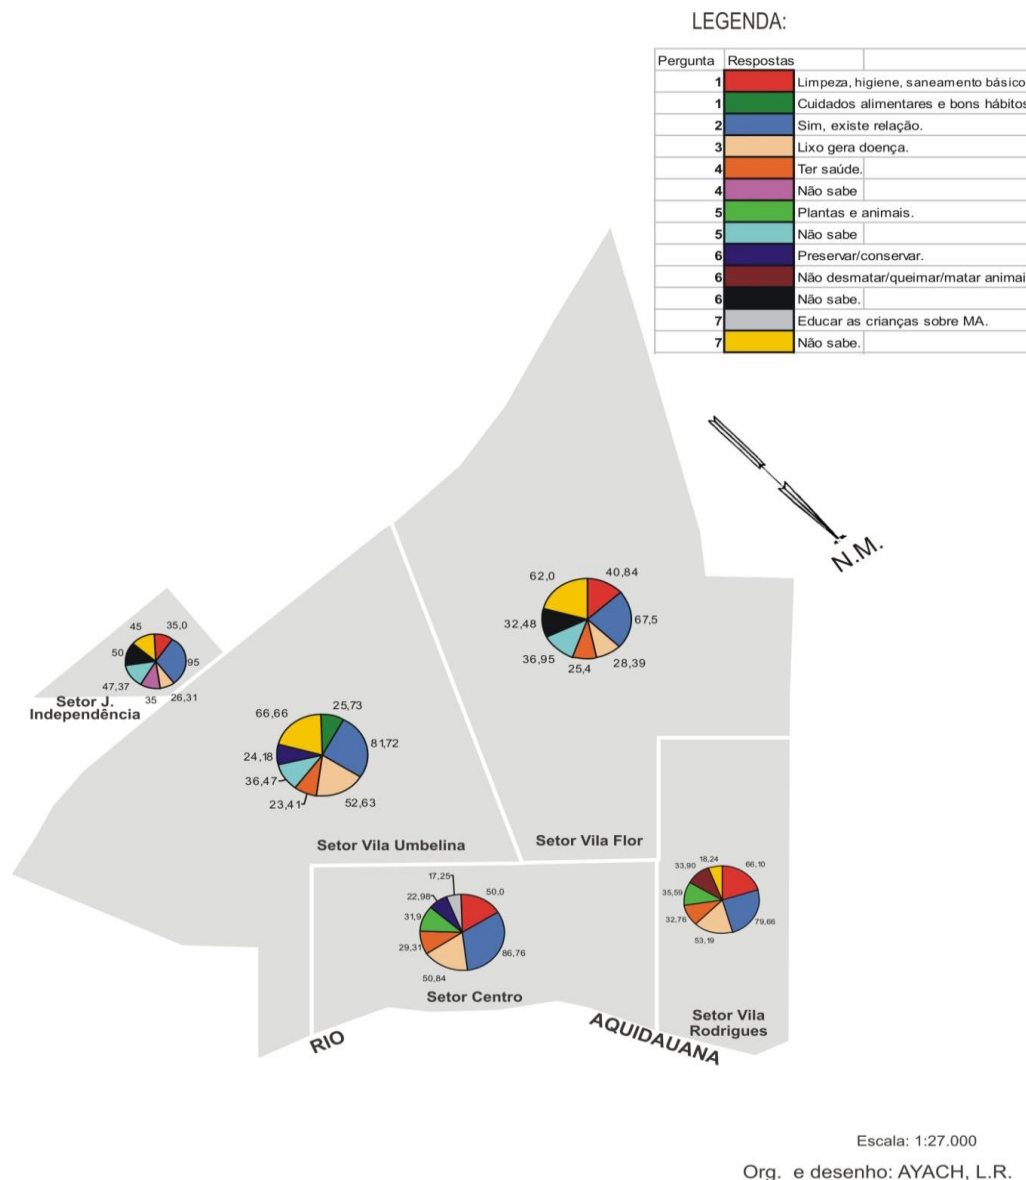 LEGENDA:
Pergunta Respostas
1 Limpeza, higiene, saneamento básico
1 Cuidados alimentares e bons hábitos
2 Sim, existe relação.
3 Lixo gera doença.
4 Ter saúde.
4 Não sabe
5 Plantas e animais.
5 Não sabe
6 Preservar/conservar.
6 Não desmatar/queimar/matar animai
6 Não sabe.
7 Educar as crianças sobre MA.
7 Não sabe.
N.M.
62,0 40,84
32,48 67,5
36,95 28,39
25,4
45 35,0
50 95
47,37 35 26,31
Setor J.
Independência
66,66 25,73
24,18 81,72
36,47
23,41 52,63
Setor Vila Umbelina
Setor Vila Flor
17,25 50,0
22,98
31,9
29,31 86,76
50,84
Setor Centro
33,90 18,24 66,10
35,59
32,76 79,66
53,19
Setor Vila
Rodrigues
RIO AQUIDAUANA
Escala: 1:27.000
Org. e desenho: AYACH, L.R.